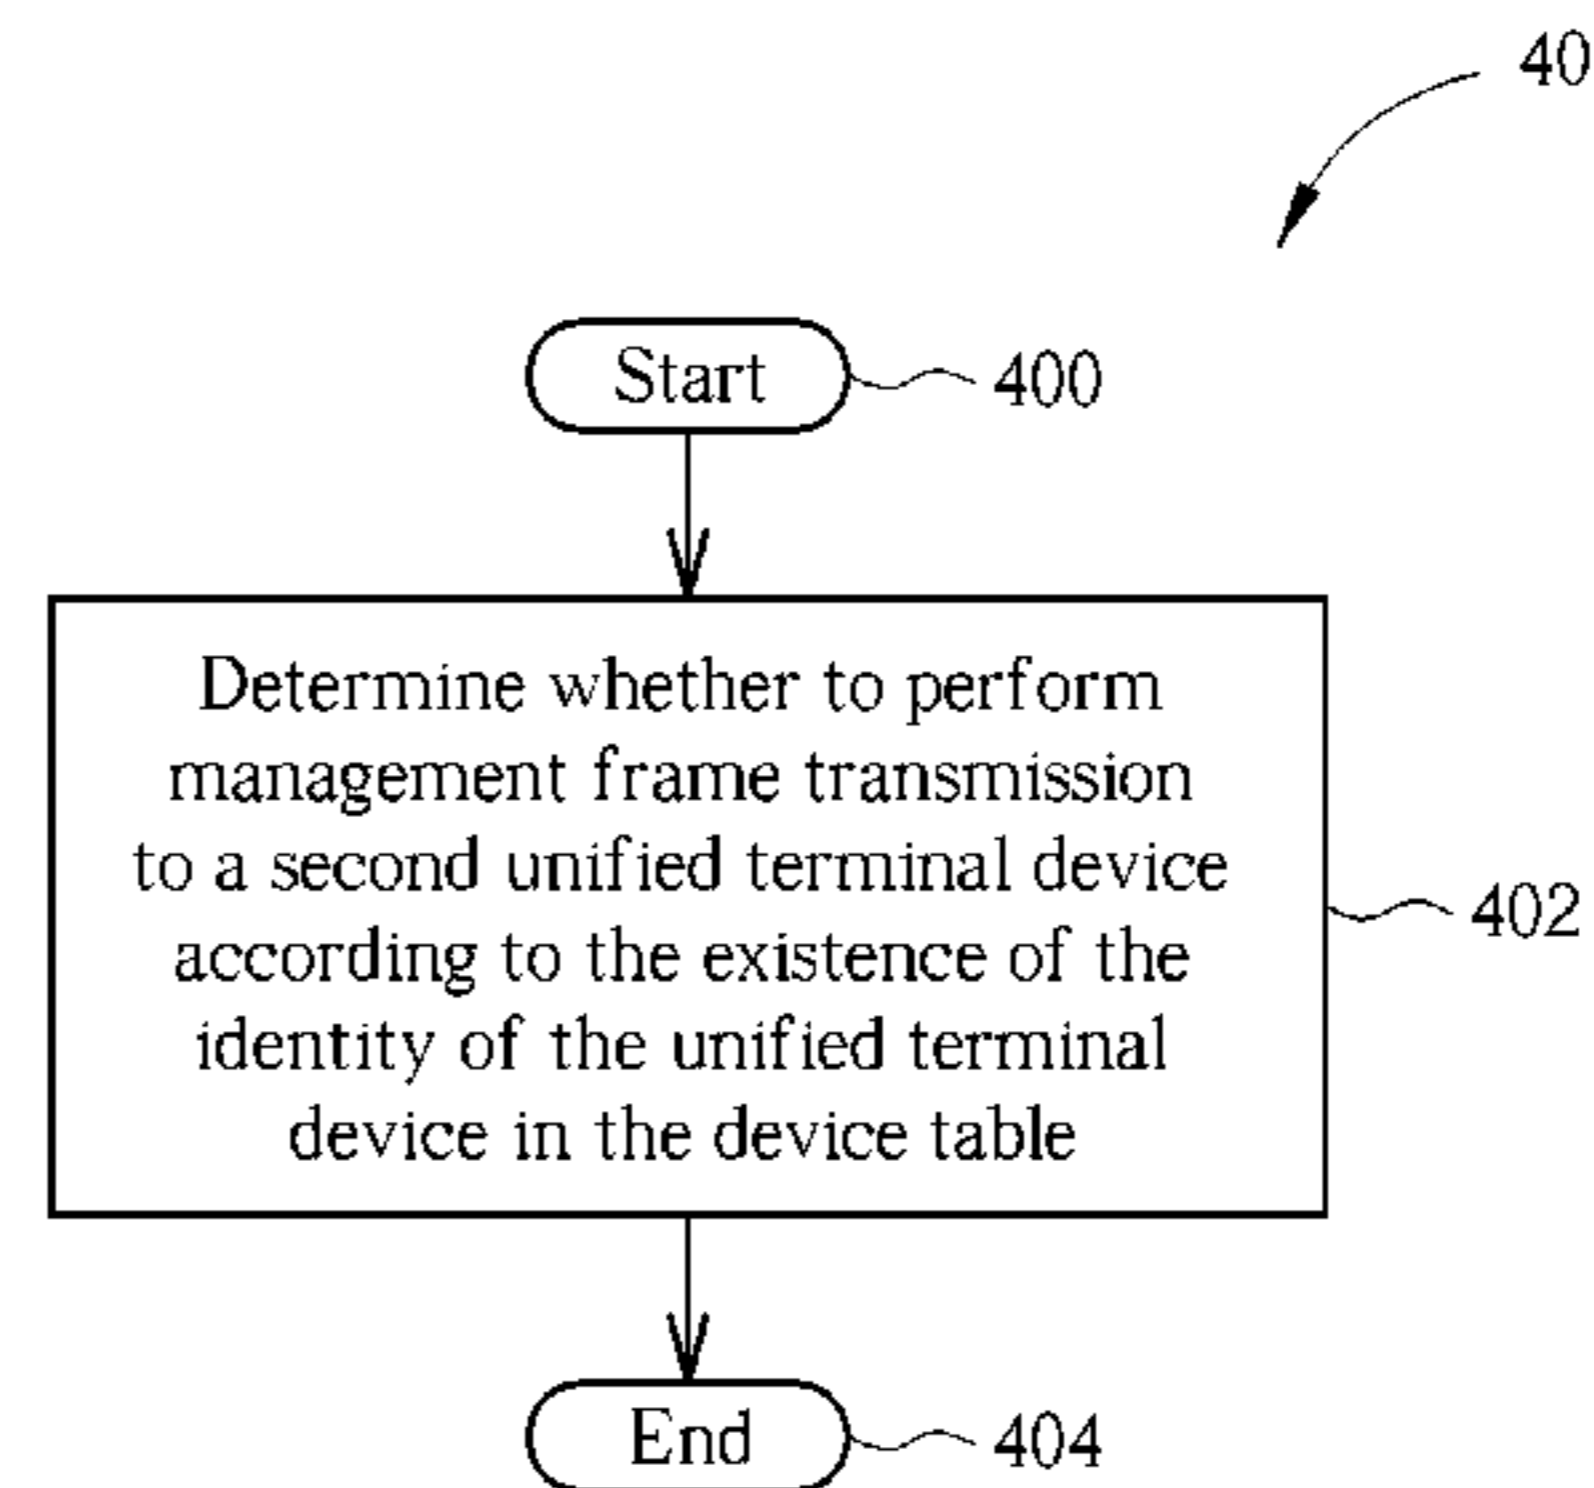 40
Start
400
Determine whether to perform
management frame transmission
to a second unified terminal device
according to the existence of the
identity of the unified terminal
device in the device table
402
End
404